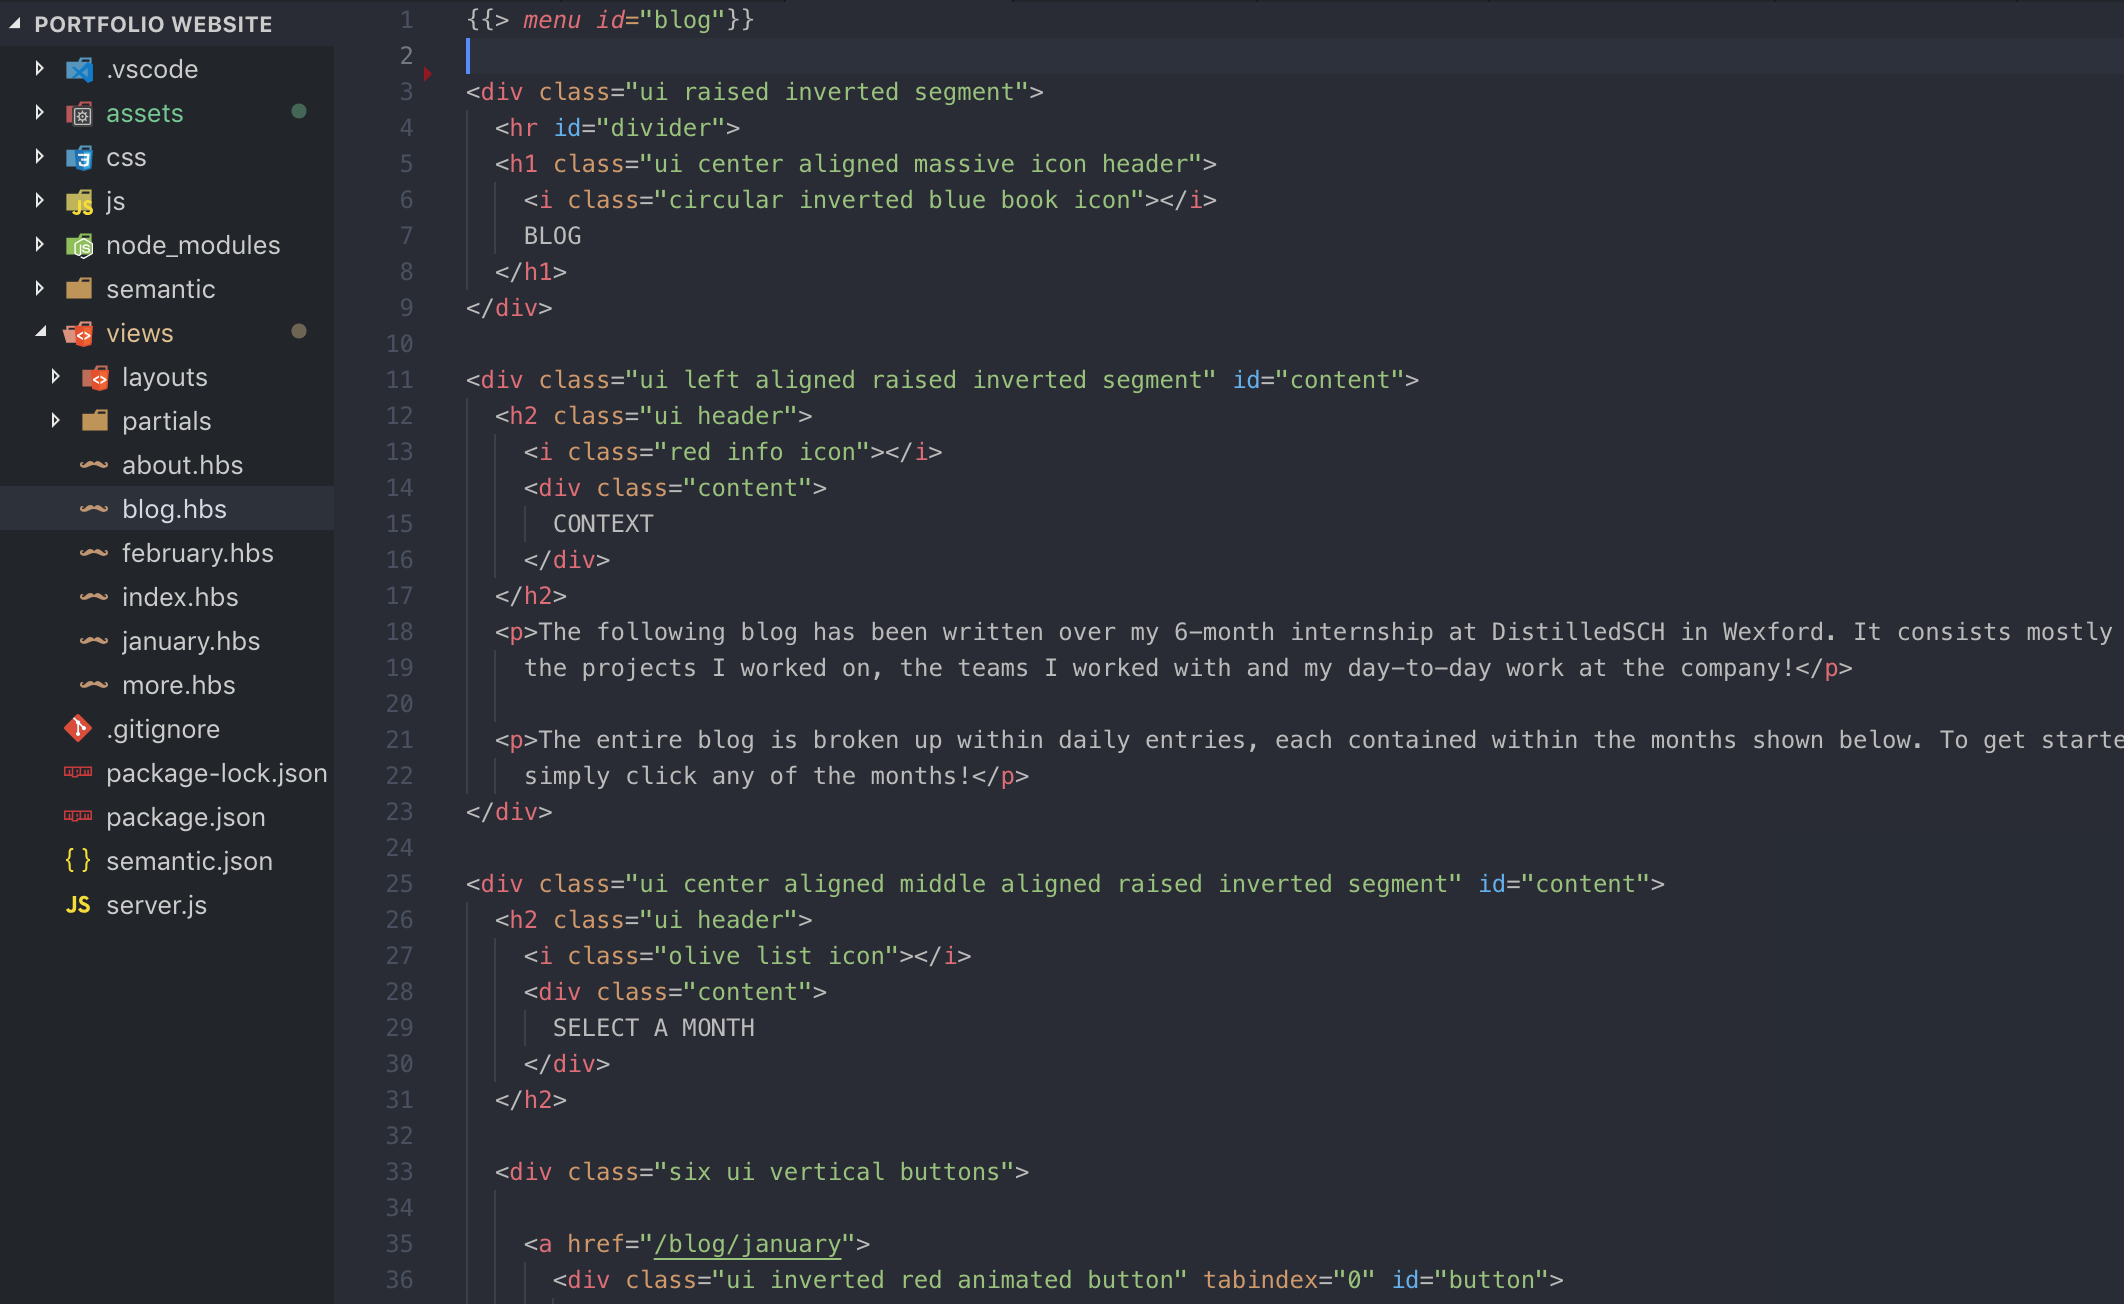 PORTFOLIO WEBSITE
.vscode
assets
css
js
node_modules
semantic
views
layouts
partials
about.hbs
blog.hbs
february.hbs
index.hbs
january.hbs
more.hbs
.gitignore
package-lock.json
package.json
semantic.json
JS server.js
1 {{> menu id="blog"}}
2
3 <div class="ui raised inverted segment">
4 <hr id="divider">
5 <h1 class="ui center aligned massive icon header">
6 <i class="circular inverted blue book icon"></i>
7 BLOG
8 </h1>
9 </div>
10
11 <div class="ui left aligned raised inverted segment" id="content">
12 <h2 class="ui header">
13 <i class="red info icon"></i>
14 <div class="content">
15 CONTEXT
16 </div>
17 </h2>
18 <p>The following blog has been written over my 6-month internship at DistilledSCH in Wexford. It consists mostly
19 the projects I worked on, the teams I worked with and my day-to-day work at the company!</p>
20
21 <p>The entire blog is broken up within daily entries, each contained within the months shown below. To get starte
22 simply click any of the months!</p>
23 </div>
24
25 <div class="ui center aligned middle aligned raised inverted segment" id="content">
26 <h2 class="ui header">
27 <i class="olive list icon"></i>
28 <div class="content">
29 SELECT A MONTH
30 </div>
31 </h2>
32
33 <div class="six ui vertical buttons">
34
35 <a href="/blog/january">
36 <div class="ui inverted red animated button" tabindex="0" id="button">